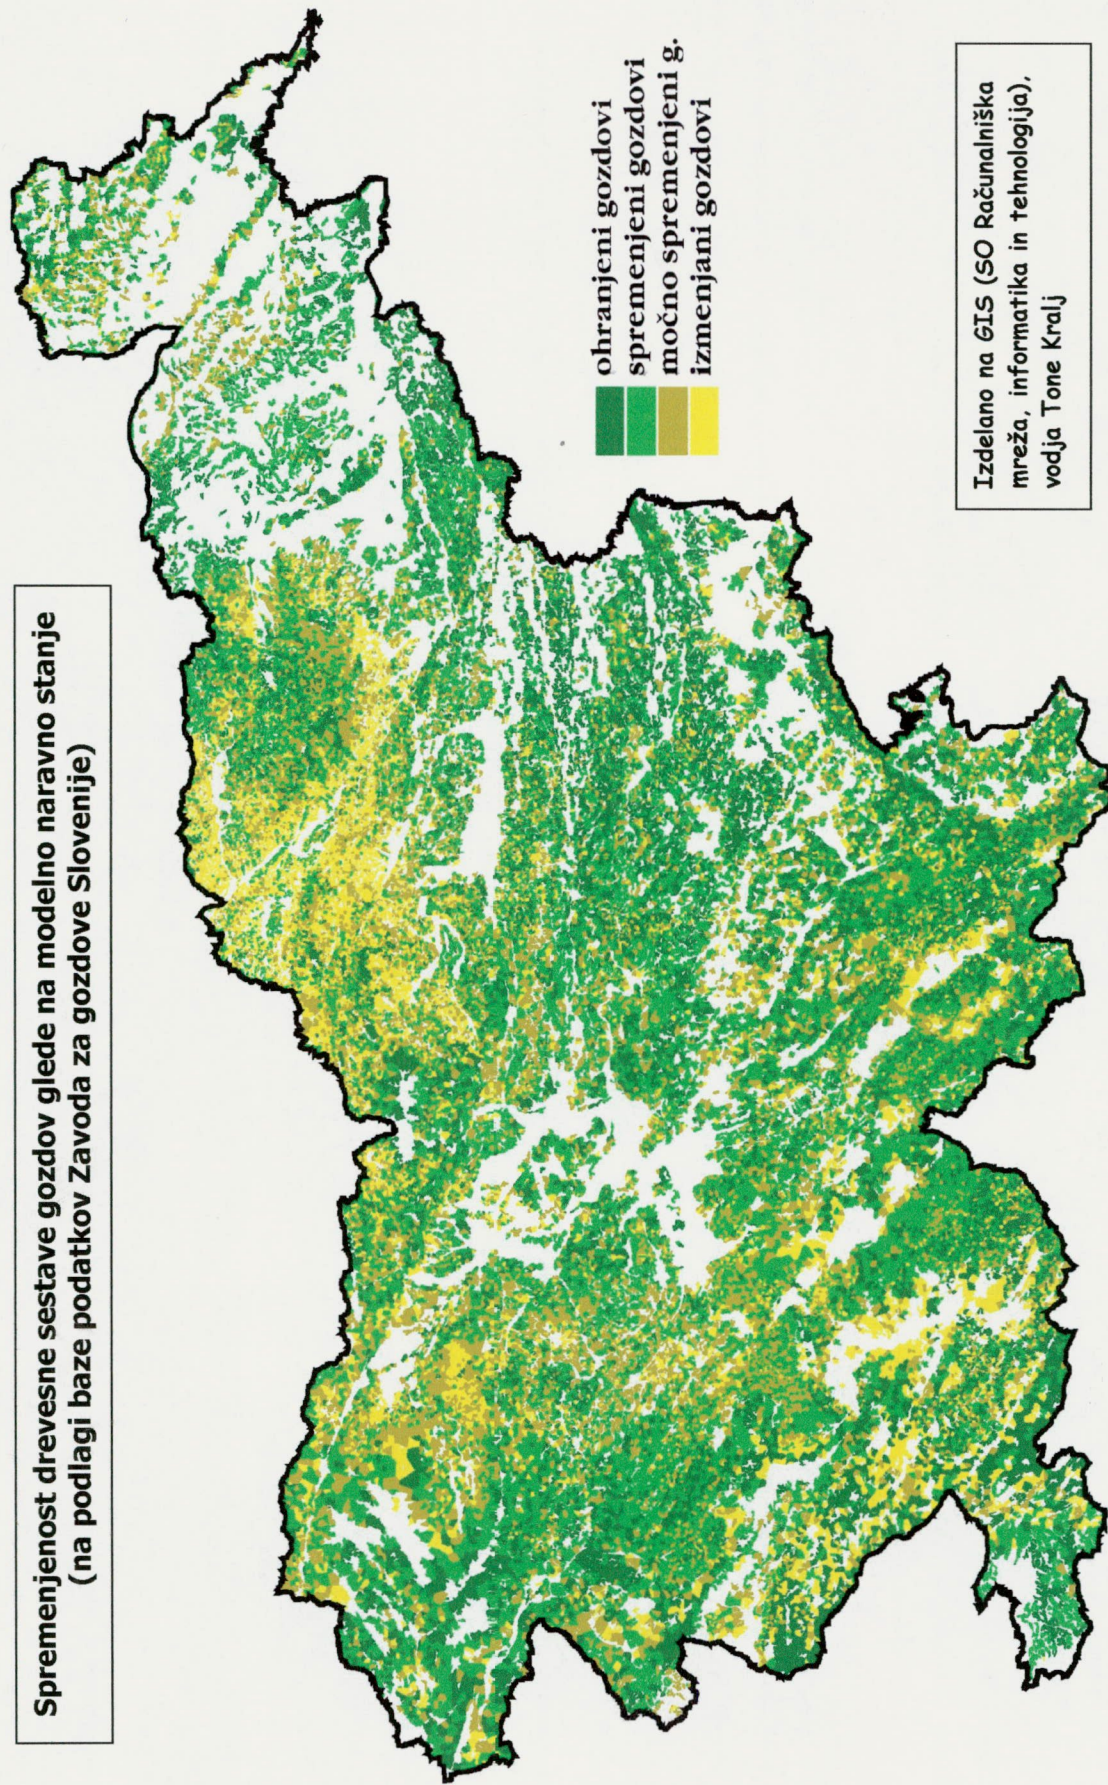 Spremenjenost drevesne sestave gozdov glede na modelno naravno stanje
(na podlagi baze podatkov Zavoda za gozdove Slovenije)
ohranjeni gozdovi
spremenjeni gozdovi
močno spremenjeni g.
izmenjani gozdovi
Izdelano na GIS (SO Računalniška
mreža, informatika in tehnologija),
vodja Tone Kralj